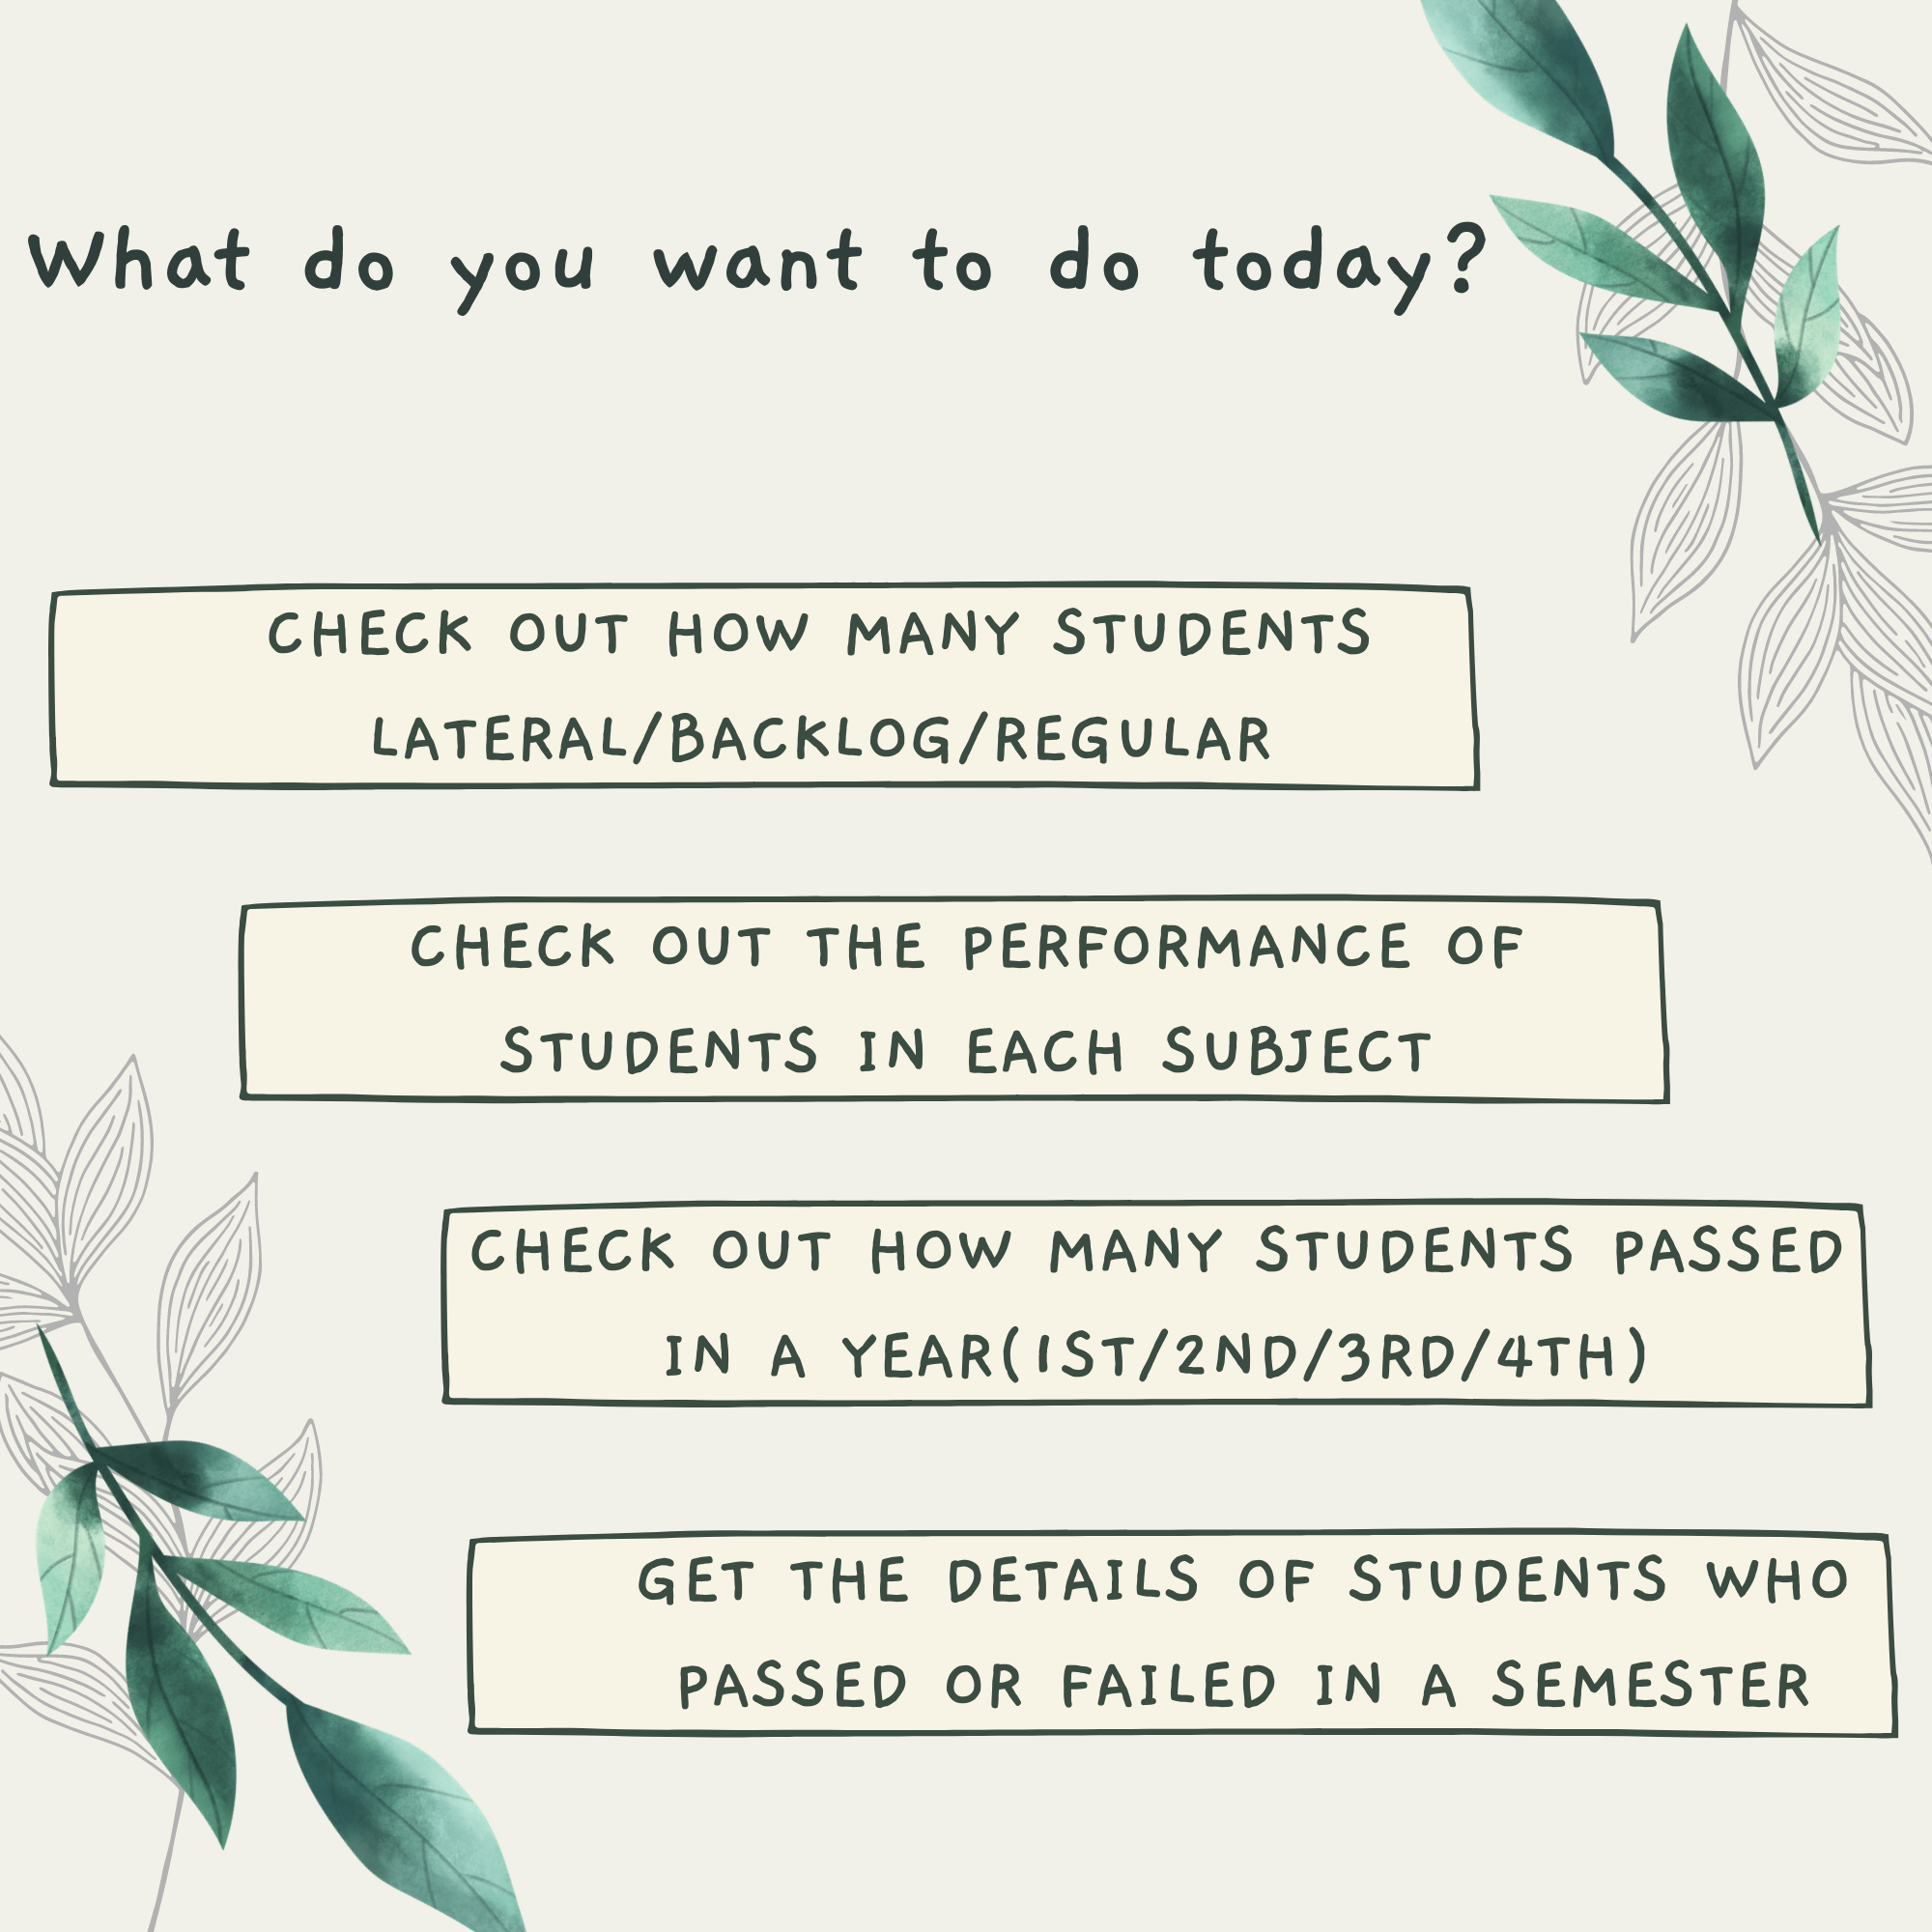 What do you want to do today?
CHECK OUT HOW MANY STUDENTS
LATERAL/BACKLOG/REGULAR
CHECK OUT THE PERFORMANCE OF
STUDENTS IN EACH SUBJECT
CHECK OUT HOW MANY STUDENTS PASSED
IN A YEAR(1ST/2ND/3RD/4TH)
GET THE DETAILS OF STUDENTS WHO
PASSED OR FAILED IN A SEMESTER